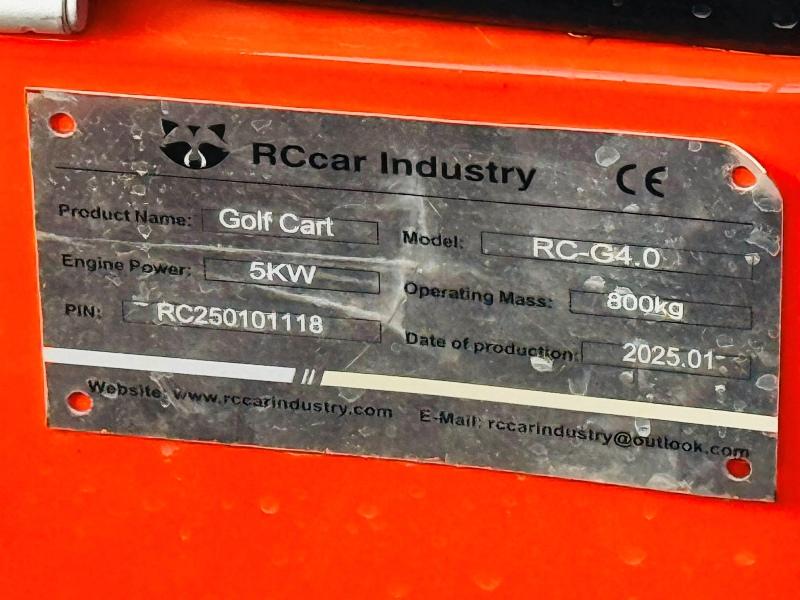 RCcar Industry CE
Product Name: Golf Cart
Model: RC-G4.0
Engine Power: 5KW
Operating Mass: 800kg
PIN: RC250101118
Date of production: 2025.01
Website: www.rccarindustry.com
E-Mail: rccarindustry@outlook.com